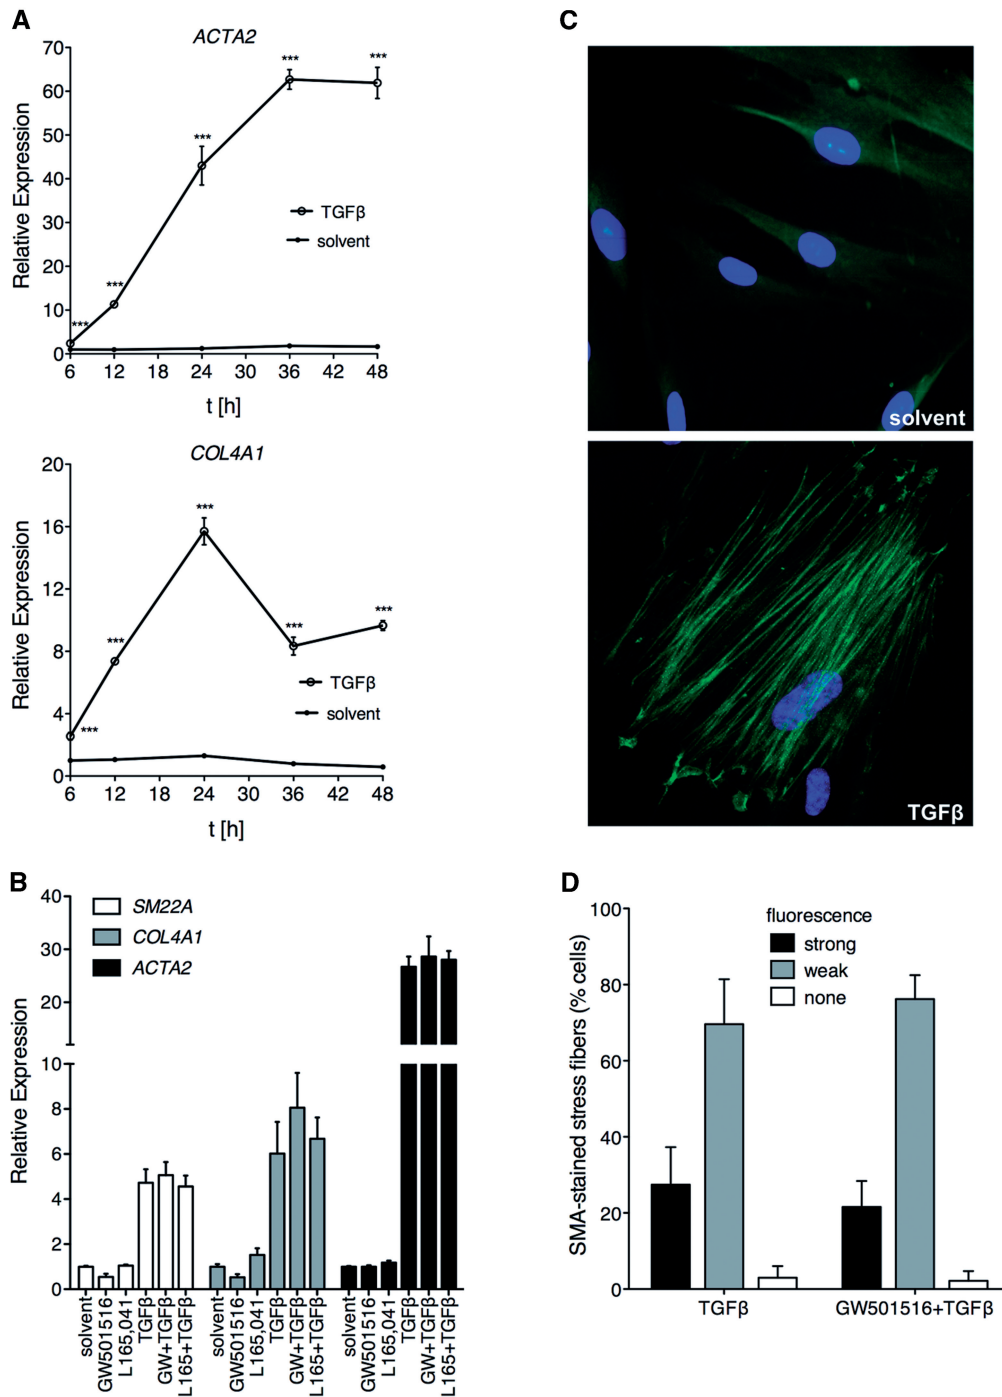 A
ACTA2
70
60
50
40
30
20
10
0
Relative Expression
***
***
***
***
***
TGFβ
solvent
6 12 18 24 30 36 42 48
t [h]
COL4A1
20
16
12
8
4
0
Relative Expression
***
***
***
***
***
TGFβ
solvent
6 12 18 24 30 36 42 48
t [h]
B
40
30
20
10
8
6
4
2
0
Relative Expression
SM22A
COL4A1
ACTA2
solvent
GW501516
L165,041
TGFβ
GW+TGFβ
L165+TGFβ
solvent
GW501516
L165,041
TGFβ
GW+TGFβ
L165+TGFβ
solvent
GW501516
L165,041
TGFβ
GW+TGFβ
L165+TGFβ
C
solvent
TGFβ
D
100
80
60
40
20
0
SMA-stained stress fibers (% cells)
fluorescence
strong
weak
none
TGFβ
GW501516+TGFβ